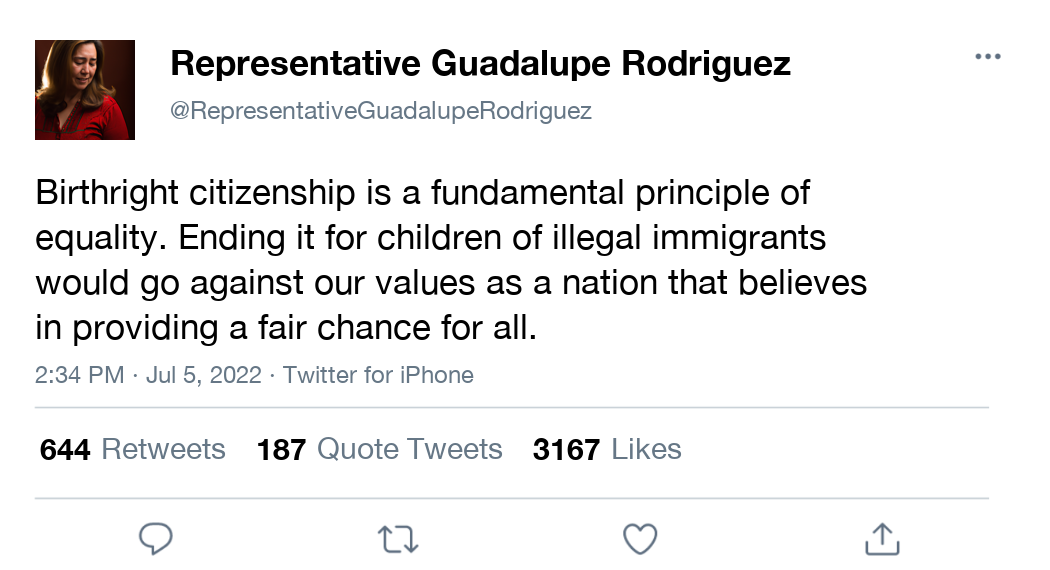 Representative Guadalupe Rodriguez
@RepresentativeGuadalupeRodriguez
Birthright citizenship is a fundamental principle of
equality. Ending it for children of illegal immigrants
would go against our values as a nation that believes
in providing a fair chance for all.
2:34 PM · Jul 5, 2022 · Twitter for iPhone
644 Retweets 187 Quote Tweets 3167 Likes